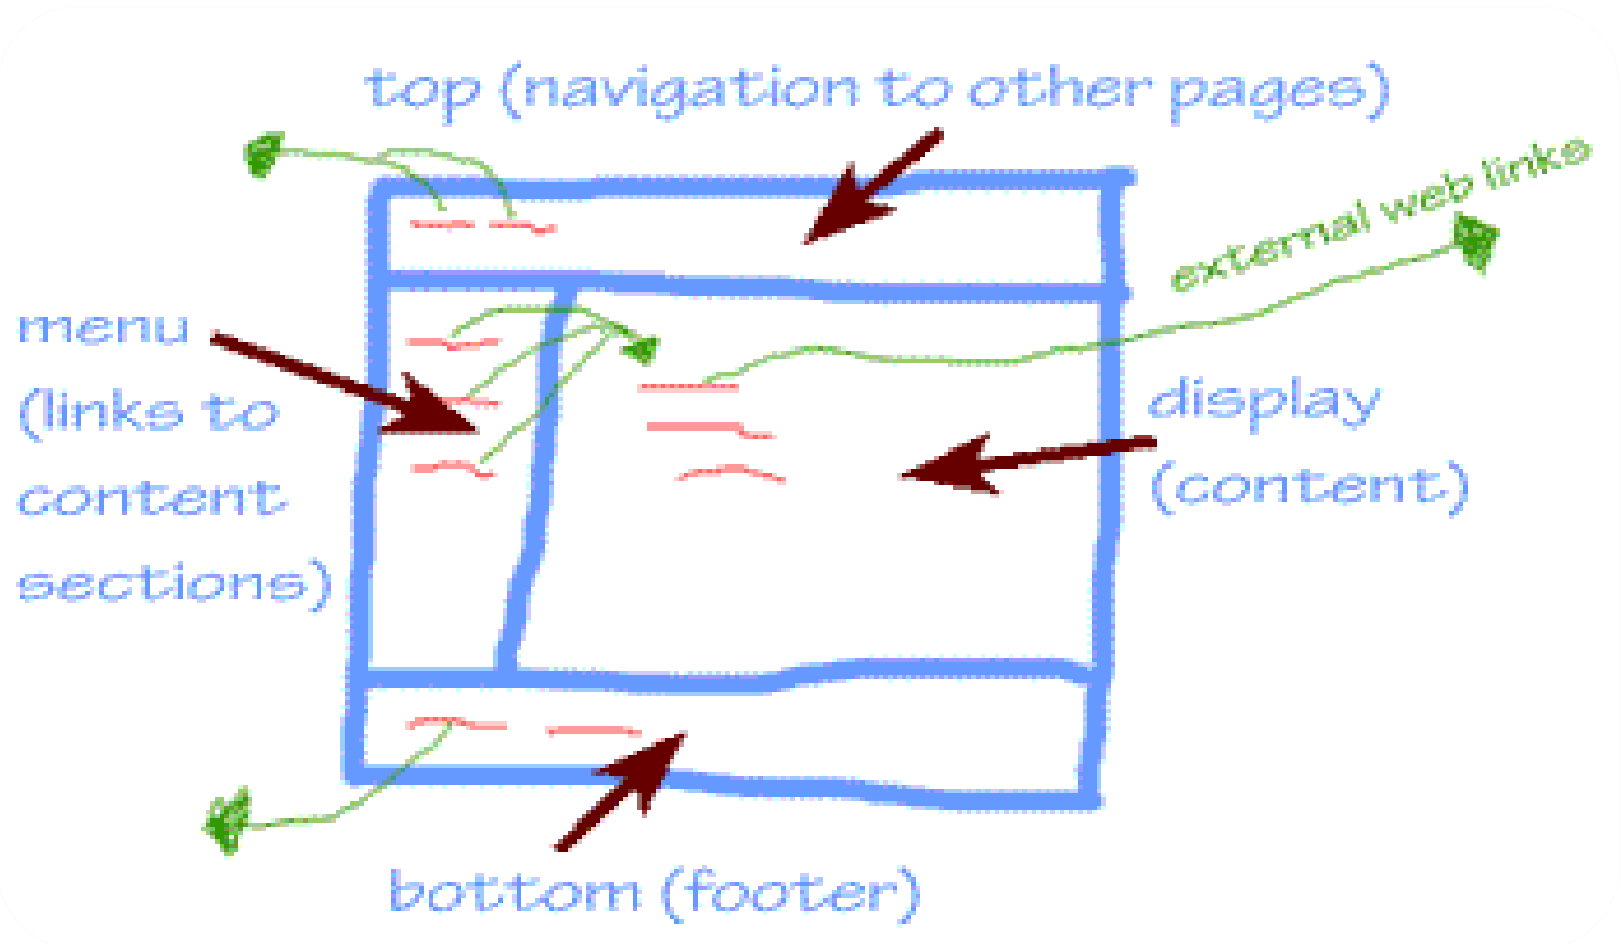 top (navigation to other pages)
external web links
menu
(links to
content
sections)
display
(content)
bottom (footer)